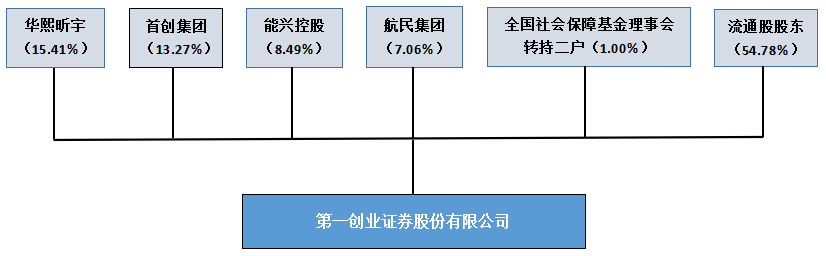 华熙昕宇
（15.41%）
首创集团
（13.27%）
能兴控股
（8.49%）
航民集团
（7.06%）
全国社会保障基金理事会
转持二户（1.00%）
流通股股东
（54.78%）
第一创业证券股份有限公司